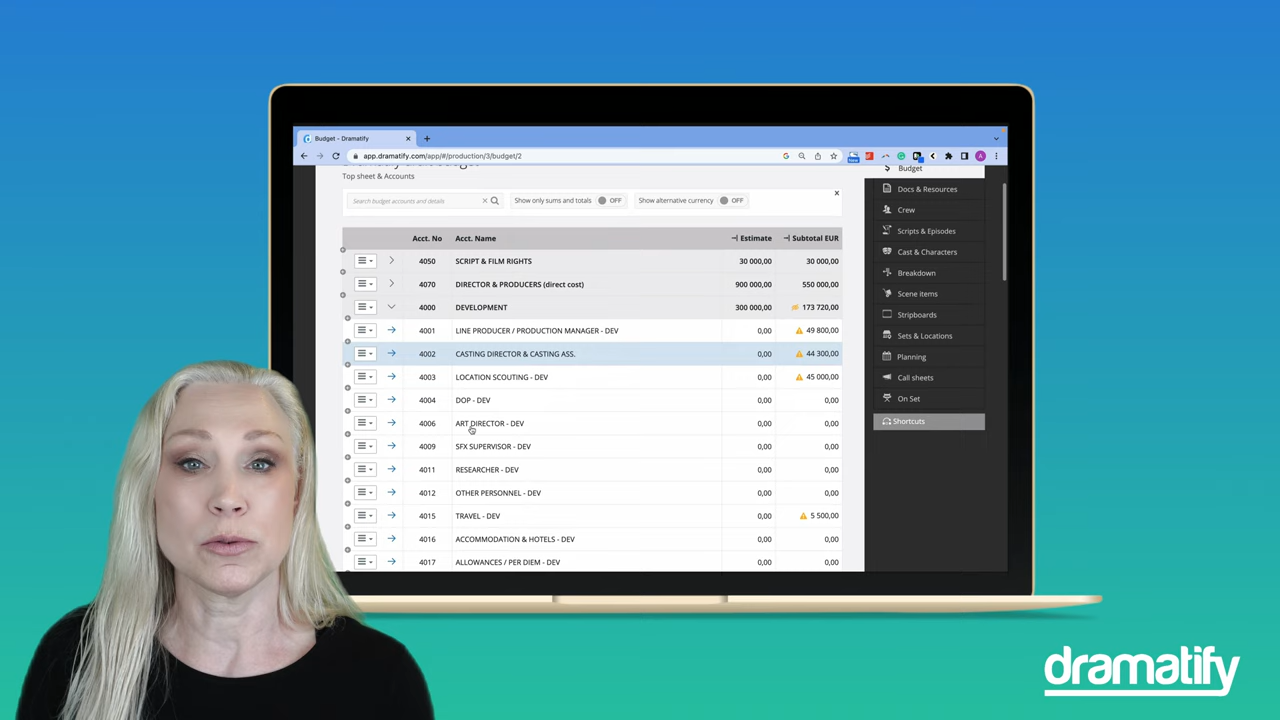 Budget - Dramatify
app.dramatify.com/app/#/production/3/budget/2
New
A
Top sheet & Accounts
Search budget accounts and details
Show only sums and totals OFF
Show alternative currency OFF
Acct. No Acct. Name Estimate Subtotal EUR
4050 SCRIPT & FILM RIGHTS 30 000,00 30 000,00
4070 DIRECTOR & PRODUCERS (direct cost) 900 000,00 550 000,00
4000 DEVELOPMENT 300 000,00 173 720,00
4001 LINE PRODUCER / PRODUCTION MANAGER - DEV 0,00 49 800,00
4002 CASTING DIRECTOR & CASTING ASS. 0,00 44 300,00
4003 LOCATION SCOUTING - DEV 0,00 45 000,00
4004 DOP - DEV 0,00 0,00
4006 ART DIRECTOR - DEV 0,00 0,00
4009 SFX SUPERVISOR - DEV 0,00 0,00
4011 RESEARCHER - DEV 0,00 0,00
4012 OTHER PERSONNEL - DEV 0,00 0,00
4015 TRAVEL - DEV 0,00 5 500,00
4016 ACCOMMODATION & HOTELS - DEV 0,00 0,00
4017 ALLOWANCES / PER DIEM - DEV 0,00 0,00
Budget
Docs & Resources
Crew
Scripts & Episodes
Cast & Characters
Breakdown
Scene items
Stripboards
Sets & Locations
Planning
Call sheets
On Set
Shortcuts
dramatify